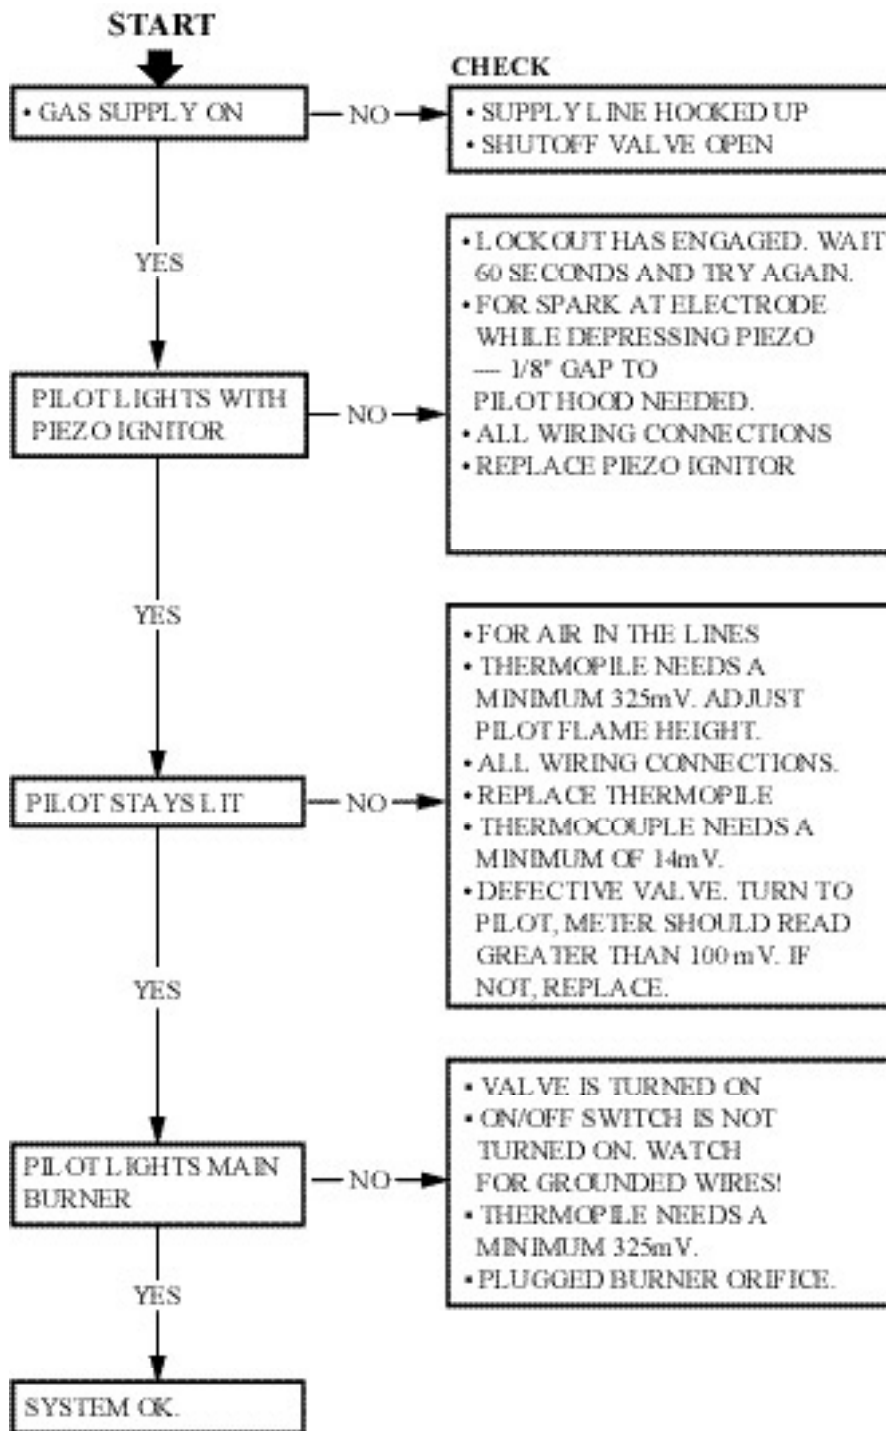 START
CHECK
• GAS SUPPLY ON
NO
• SUPPLY LINE HOOKED UP
• SHUTOFF VALVE OPEN
YES
• LOCKOUT HAS ENGAGED. WAIT
60 SECONDS AND TRY AGAIN.
• FOR SPARK AT ELECTRODE
WHILE DEPRESSING PIEZO
— 1/8" GAP TO
PILOT HOOD NEEDED.
• ALL WIRING CONNECTIONS
• REPLACE PIEZO IGNITOR
PILOT LIGHTS WITH
PIEZO IGNITOR
NO
YES
• FOR AIR IN THE LINES
• THERMOPILE NEEDS A
MINIMUM 325mV. ADJUST
PILOT FLAME HEIGHT.
• ALL WIRING CONNECTIONS.
• REPLACE THERMOPILE
• THERMOCOUPLE NEEDS A
MINIMUM OF 14mV.
• DEFECTIVE VALVE. TURN TO
PILOT, METER SHOULD READ
GREATER THAN 100 mV. IF
NOT, REPLACE.
PILOT STAYS LIT
NO
YES
• VALVE IS TURNED ON
• ON/OFF SWITCH IS NOT
TURNED ON. WATCH
FOR GROUNDED WIRES!
• THERMOPILE NEEDS A
MINIMUM 325mV.
• PLUGGED BURNER ORIFICE.
PILOT LIGHTS MAIN
BURNER
NO
YES
SYSTEM OK.